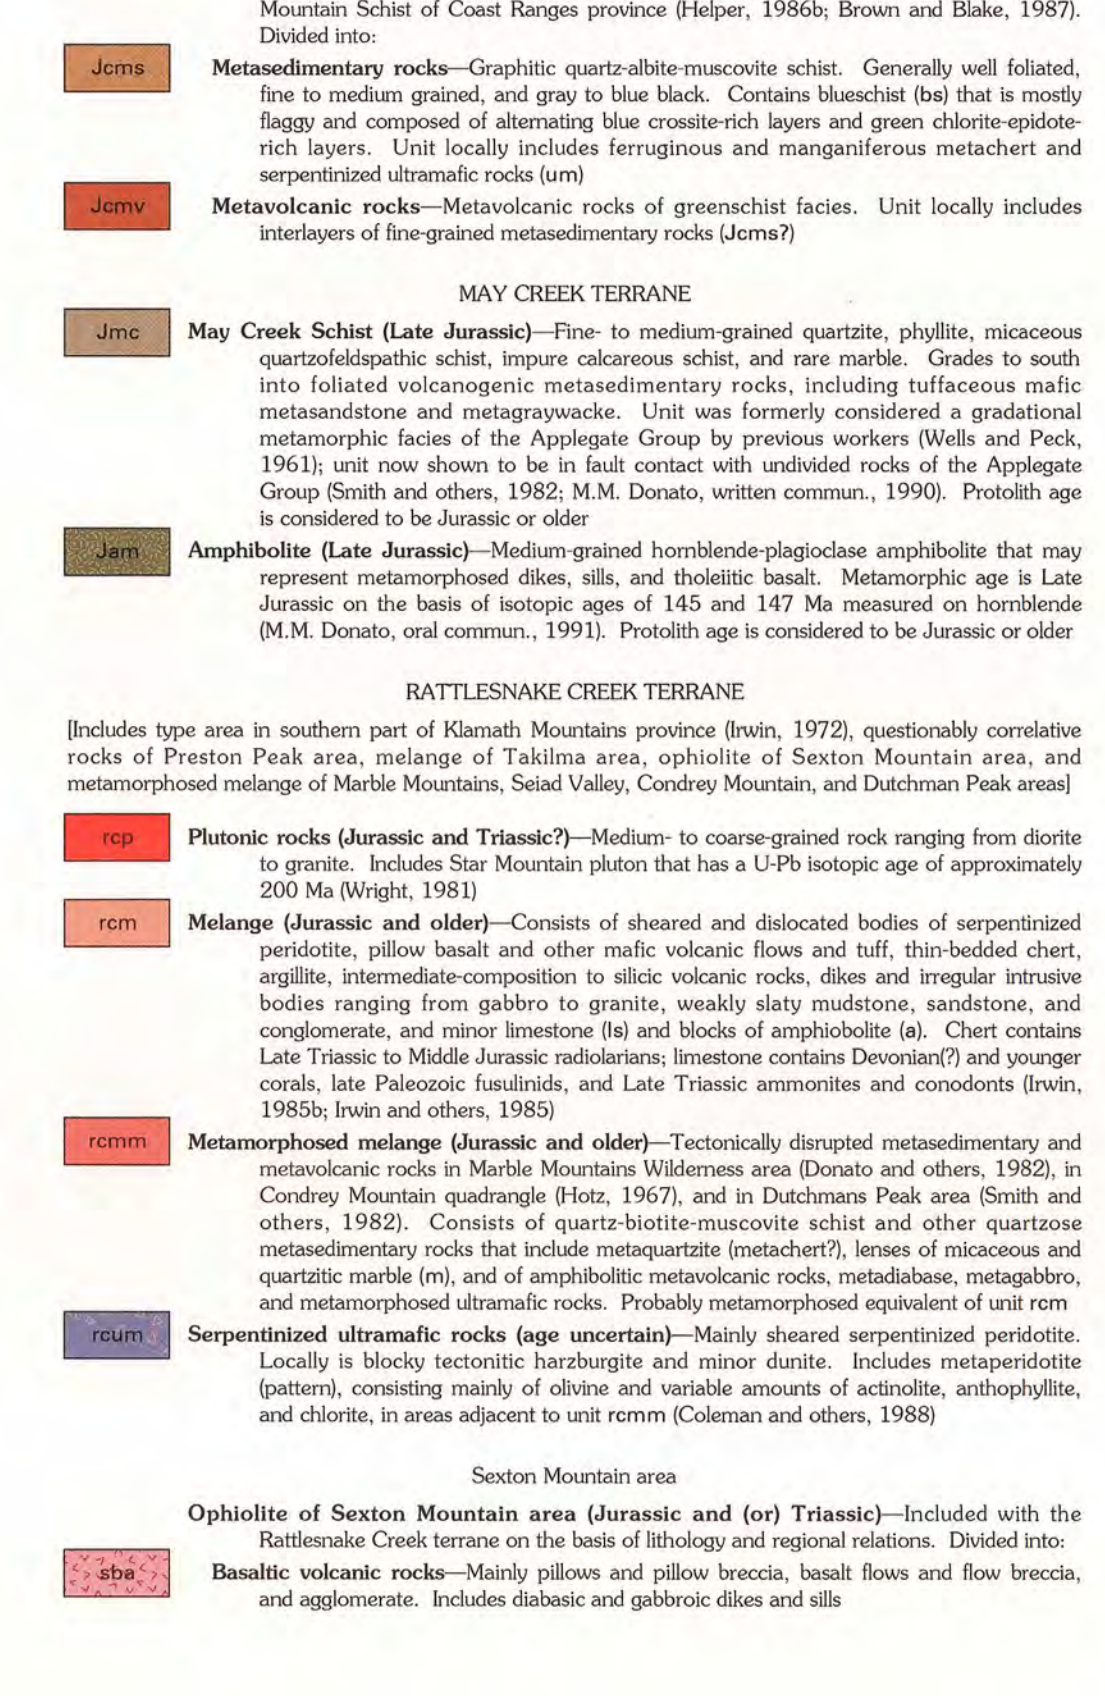 Mountain Schist of Coast Ranges province (Helper, 1986b; Brown and Blake, 1987).
Divided into:
Jcms
Metasedimentary rocks—Graphitic quartz-albite-muscovite schist. Generally well foliated,
fine to medium grained, and gray to blue black. Contains blueschist (bs) that is mostly
flaggy and composed of alternating blue crossite-rich layers and green chlorite-epidote-
rich layers. Unit locally includes ferruginous and manganiferous metachert and
serpentinized ultramafic rocks (um)
Jcmv
Metavolcanic rocks—Metavolcanic rocks of greenschist facies. Unit locally includes
interlayers of fine-grained metasedimentary rocks (Jcms?)
MAY CREEK TERRANE
Jmc
May Creek Schist (Late Jurassic)—Fine- to medium-grained quartzite, phyllite, micaceous
quartzofeldspathic schist, impure calcareous schist, and rare marble. Grades to south
into foliated volcanogenic metasedimentary rocks, including tuffaceous mafic
metasandstone and metagraywacke. Unit was formerly considered a gradational
metamorphic facies of the Applegate Group by previous workers (Wells and Peck,
1961); unit now shown to be in fault contact with undivided rocks of the Applegate
Group (Smith and others, 1982; M.M. Donato, written commun., 1990). Protolith age
is considered to be Jurassic or older
Jam
Amphibolite (Late Jurassic)—Medium-grained hornblende-plagioclase amphibolite that may
represent metamorphosed dikes, sills, and tholeiitic basalt. Metamorphic age is Late
Jurassic on the basis of isotopic ages of 145 and 147 Ma measured on hornblende
(M.M. Donato, oral commun., 1991). Protolith age is considered to be Jurassic or older
RATTLESNAKE CREEK TERRANE
[Includes type area in southern part of Klamath Mountains province (Irwin, 1972), questionably correlative
rocks of Preston Peak area, melange of Takilma area, ophiolite of Sexton Mountain area, and
metamorphosed melange of Marble Mountains, Seiad Valley, Condrey Mountain, and Dutchman Peak areas]
rcp
Plutonic rocks (Jurassic and Triassic?)—Medium- to coarse-grained rock ranging from diorite
to granite. Includes Star Mountain pluton that has a U-Pb isotopic age of approximately
200 Ma (Wright, 1981)
rcm
Melange (Jurassic and older)—Consists of sheared and dislocated bodies of serpentinized
peridotite, pillow basalt and other mafic volcanic flows and tuff, thin-bedded chert,
argillite, intermediate-composition to silicic volcanic rocks, dikes and irregular intrusive
bodies ranging from gabbro to granite, weakly slaty mudstone, sandstone, and
conglomerate, and minor limestone (ls) and blocks of amphiobolite (a). Chert contains
Late Triassic to Middle Jurassic radiolarians; limestone contains Devonian(?) and younger
corals, late Paleozoic fusulinids, and Late Triassic ammonites and conodonts (Irwin,
1985b; Irwin and others, 1985)
rcmm
Metamorphosed melange (Jurassic and older)—Tectonically disrupted metasedimentary and
metavolcanic rocks in Marble Mountains Wilderness area (Donato and others, 1982), in
Condrey Mountain quadrangle (Hotz, 1967), and in Dutchmans Peak area (Smith and
others, 1982). Consists of quartz-biotite-muscovite schist and other quartzose
metasedimentary rocks that include metaquartzite (metachert?), lenses of micaceous and
quartzitic marble (m), and of amphibolitic metavolcanic rocks, metadiabase, metagabbro,
and metamorphosed ultramafic rocks. Probably metamorphosed equivalent of unit rcm
rcum
Serpentinized ultramafic rocks (age uncertain)—Mainly sheared serpentinized peridotite.
Locally is blocky tectonitic harzburgite and minor dunite. Includes metaperidotite
(pattern), consisting mainly of olivine and variable amounts of actinolite, anthophyllite,
and chlorite, in areas adjacent to unit rcmm (Coleman and others, 1988)
Sexton Mountain area
Ophiolite of Sexton Mountain area (Jurassic and (or) Triassic)—Included with the
Rattlesnake Creek terrane on the basis of lithology and regional relations. Divided into:
sba
Basaltic volcanic rocks—Mainly pillows and pillow breccia, basalt flows and flow breccia,
and agglomerate. Includes diabasic and gabbroic dikes and sills